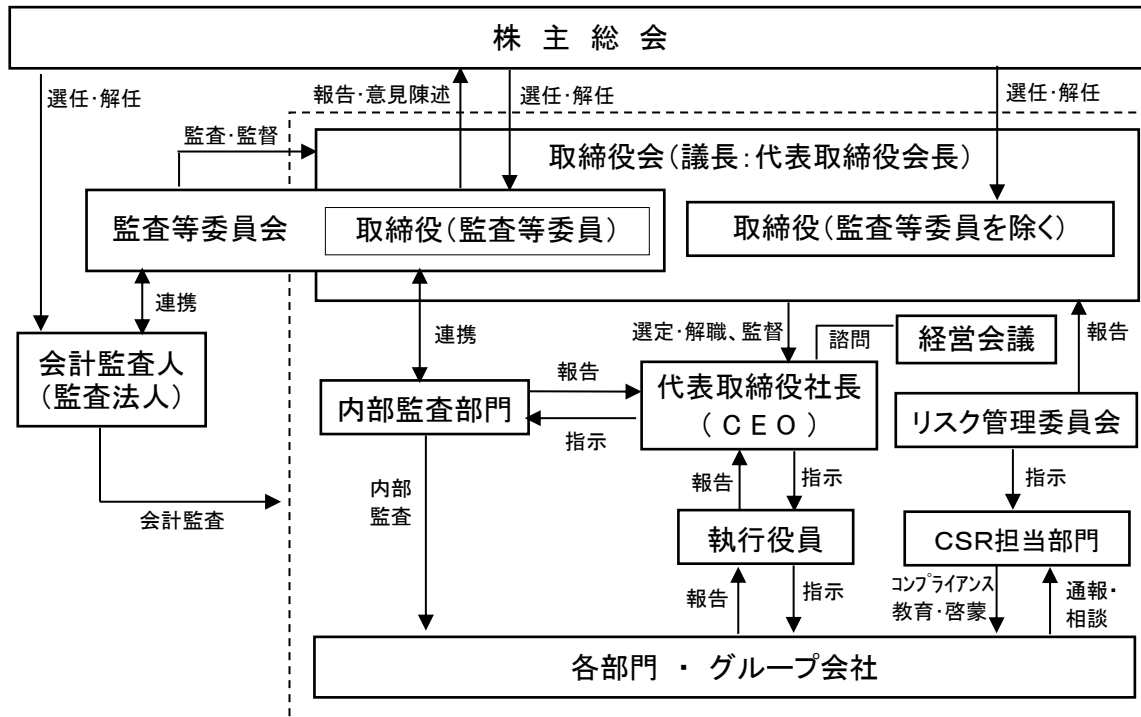 株 主 総 会
選任・解任
報告・意見陳述
選任・解任
選任・解任
監査・監督
取締役会(議長:代表取締役会長)
監査等委員会
取締役(監査等委員)
取締役(監査等委員を除く)
連携
連携
選定・解職、監督
諮問
経営会議
報告
会計監査人
(監査法人)
内部監査部門
報告
指示
代表取締役社長
(CEO)
リスク管理委員会
会計監査
内部
監査
報告
指示
指示
執行役員
CSR担当部門
報告
指示
コンプライアンス
教育・啓蒙
通報・
相談
各部門 ・ グループ会社